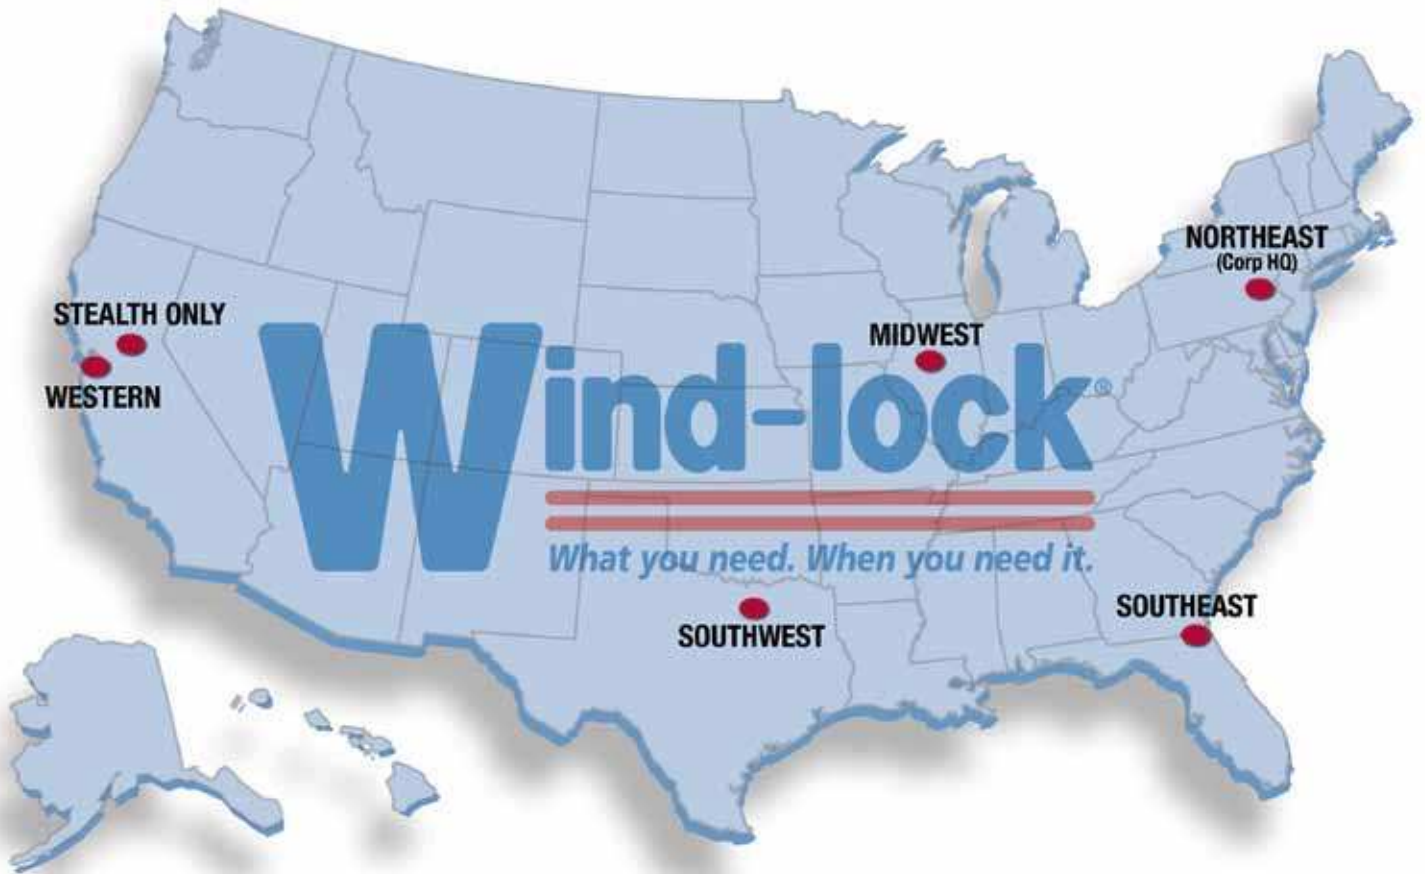 NORTHEAST
(Corp HQ)
STEALTH ONLY
MIDWEST
WESTERN
Wind-lock®
What you need. When you need it.
SOUTHEAST
SOUTHWEST